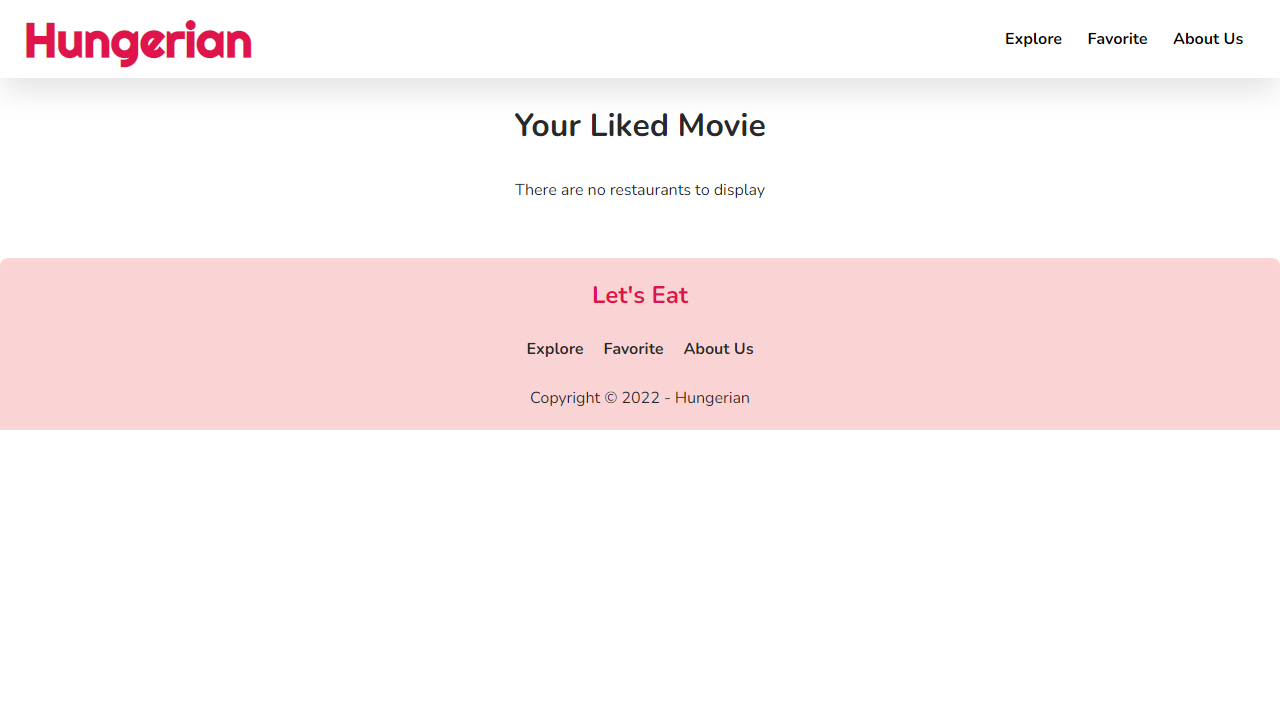 Hungerian
Explore Favorite About Us
Your Liked Movie
There are no restaurants to display
Let's Eat
Explore Favorite About Us
Copyright © 2022 - Hungerian